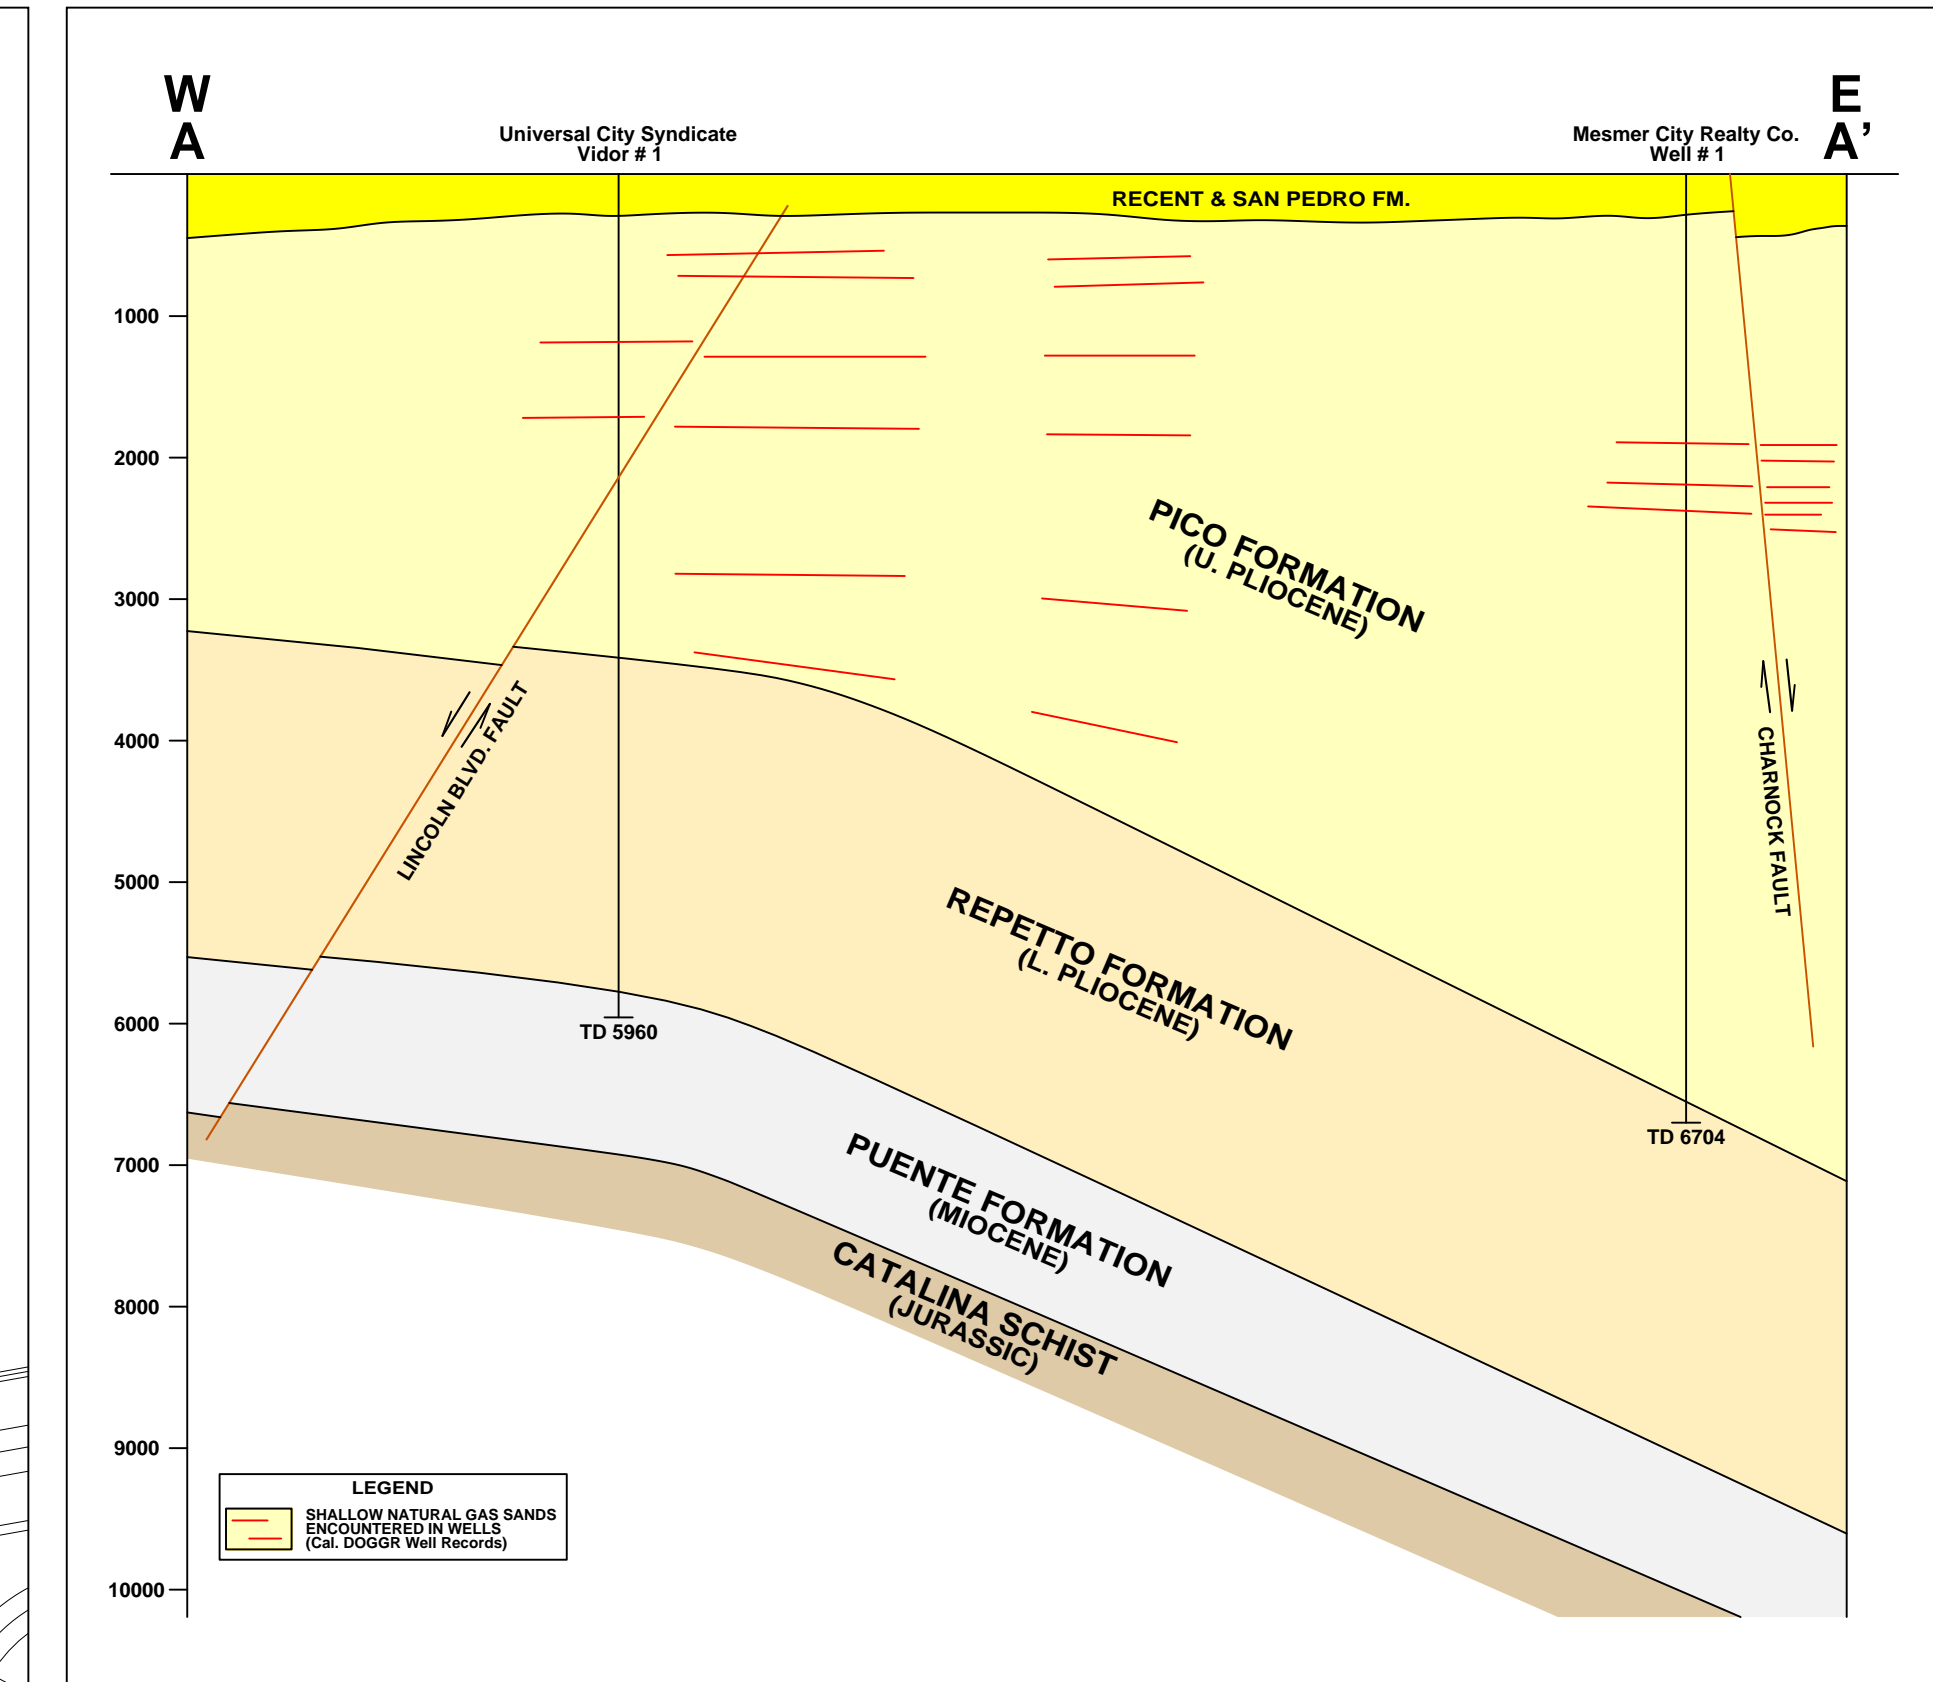 W
A
E
A’
Universal City Syndicate
Vidor # 1
Mesmer City Realty Co.
Well # 1
RECENT & SAN PEDRO FM.
1000
2000
3000
4000
5000
6000
7000
8000
9000
10000
PICO FORMATION
(U. PLIOCENE)
LINCOLN BLVD. FAULT
CHARNOCK FAULT
REPETTO FORMATION
(L. PLIOCENE)
TD 5960
TD 6704
PUENTE FORMATION
(MIOCENE)
CATALINA SCHIST
(JURASSIC)
LEGEND
SHALLOW NATURAL GAS SANDS
ENCOUNTERED IN WELLS
(Cal. DOGGR Well Records)